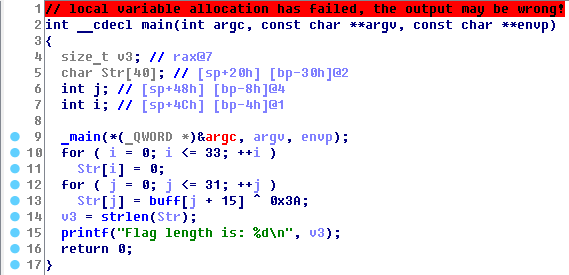 1 // local variable allocation has failed, the output may be wrong!
2 int __cdecl main(int argc, const char **argv, const char **envp)
3 {
4   size_t v3; // rax@7
5   char Str[40]; // [sp+20h] [bp-30h]@2
6   int j; // [sp+48h] [bp-8h]@4
7   int i; // [sp+4Ch] [bp-4h]@1
8
9   _main(*(_QWORD *)&argc, argv, envp);
10   for ( i = 0; i <= 33; ++i )
11     Str[i] = 0;
12   for ( j = 0; j <= 31; ++j )
13     Str[j] = buff[j + 15] ^ 0x3A;
14   v3 = strlen(Str);
15   printf("Flag length is: %d\n", v3);
16   return 0;
17 }